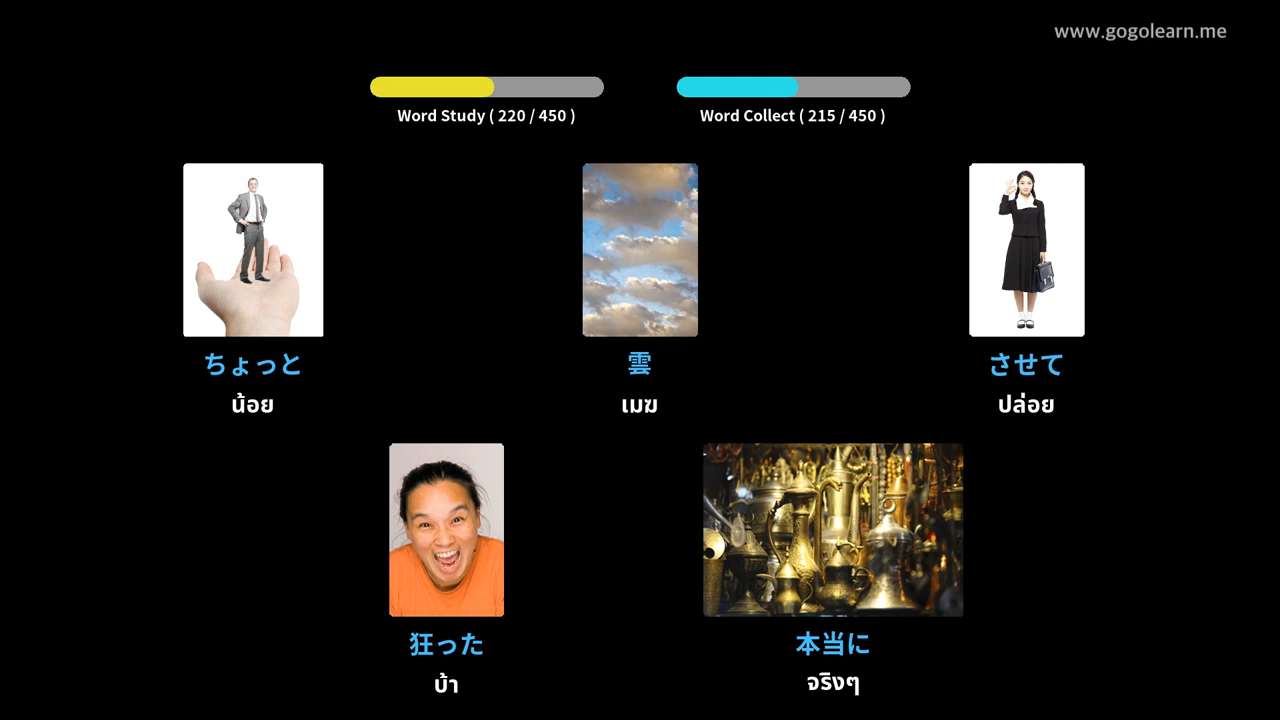 www.gogolearn.me
Word Study ( 220 / 450 )
Word Collect ( 215 / 450 )
ちょっと
น้อย
雲
เมฆ
させて
ปล่อย
狂った
บ้า
本当に
จริงๆ